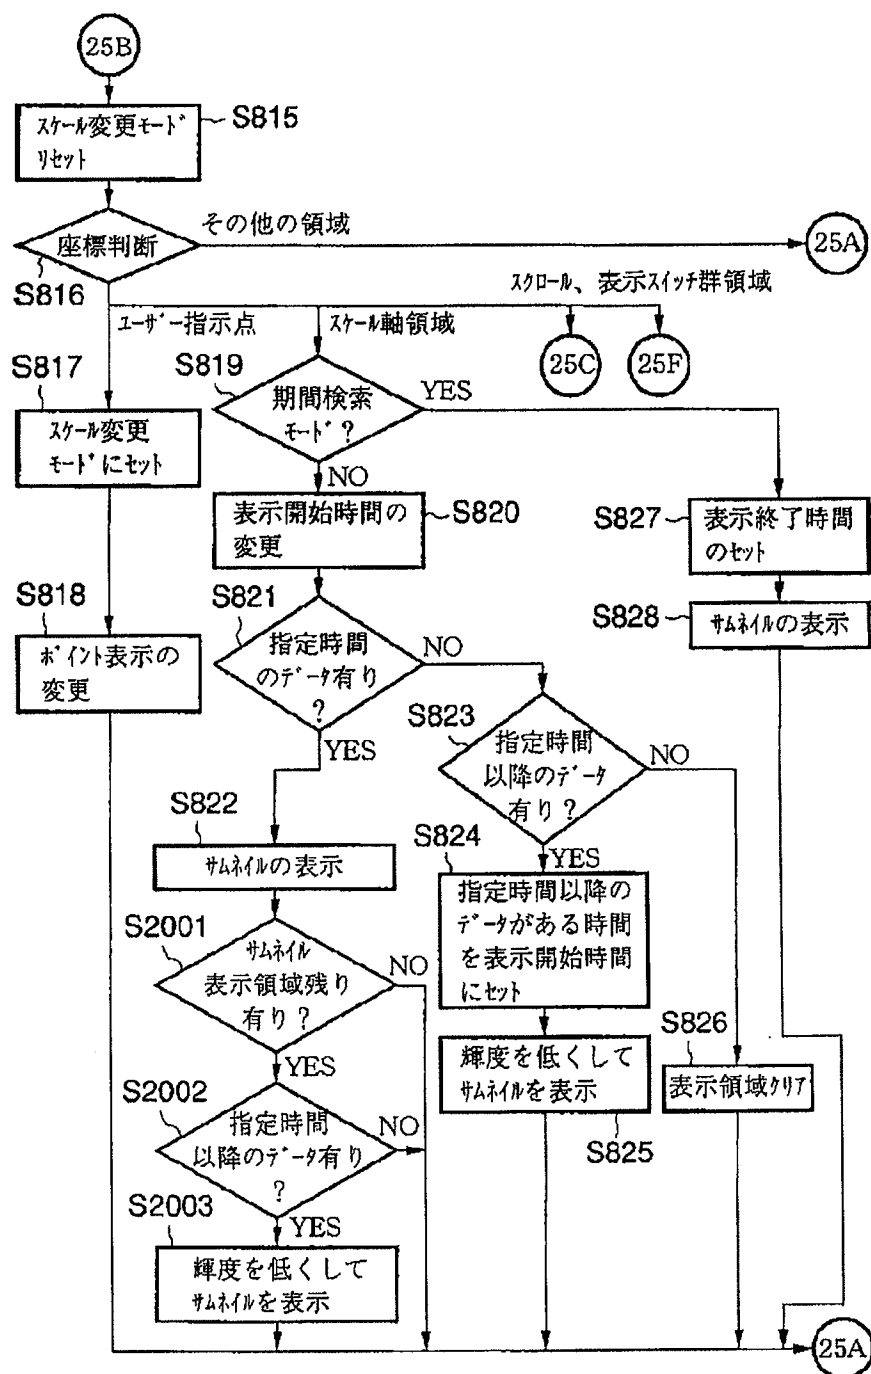 25B
S815
スケール変更モード
リセット
その他の領域
座標判断
25A
S816
スクロール、表示スイッチ群領域
ユーザー指示点
スケール軸領域
S817
S819
25C
25F
期間検索
モード?
YES
スケール変更
モードにセット
NO
表示開始時間の
変更
S820
S827
表示終了時間
のセット
S818
S821
S828
サムネイルの表示
ポイント表示の
変更
指定時間
のデータ有り
?
NO
YES
S823
指定時間
以降のデータ
有り?
NO
S822
サムネイルの表示
S824
YES
指定時間以降の
データがある時間
を表示開始時間
にセット
S2001
サムネイル
表示領域残り
有り?
NO
YES
S826
輝度を低くして
サムネイルを表示
表示領域クリア
S2002
指定時間
以降のデータ有り
?
NO
S825
S2003
YES
輝度を低くして
サムネイルを表示
25A